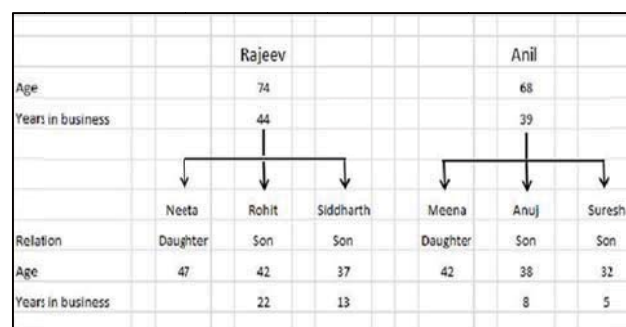 Rajeev Anil
Age 74 68
Years in business 44 39
Neeta Rohit Siddharth Meena Anuj Suresh
Relation Daughter Son Son Daughter Son Son
Age 47 42 37 42 38 32
Years in business 22 13 8 5